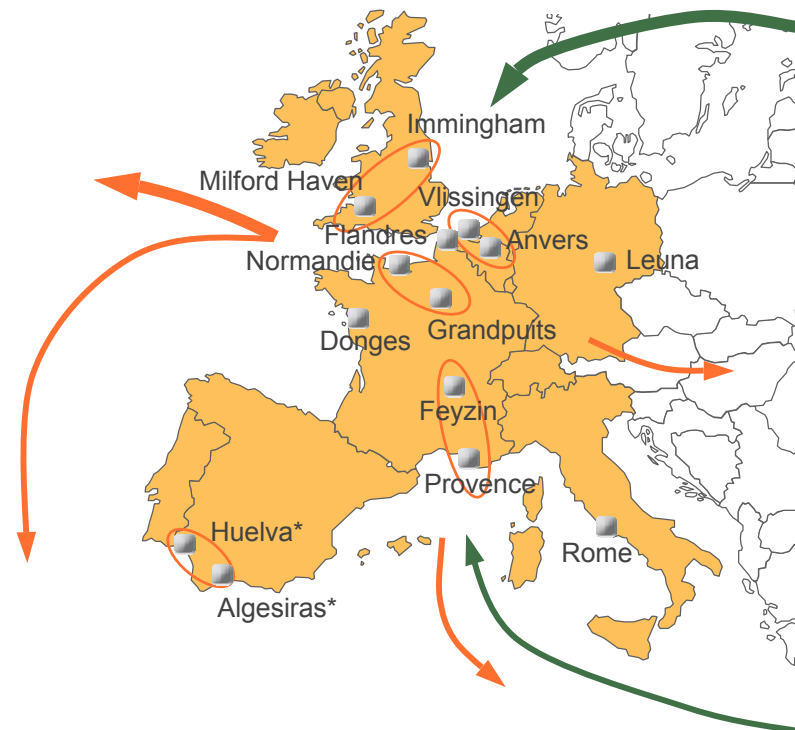 Immingham
Milford Haven
Vlissingen
Flandres
Anvers
Normandie
Leuna
Grandpuits
Donges
Feyzin
Provence
Huelva*
Rome
Algesiras*